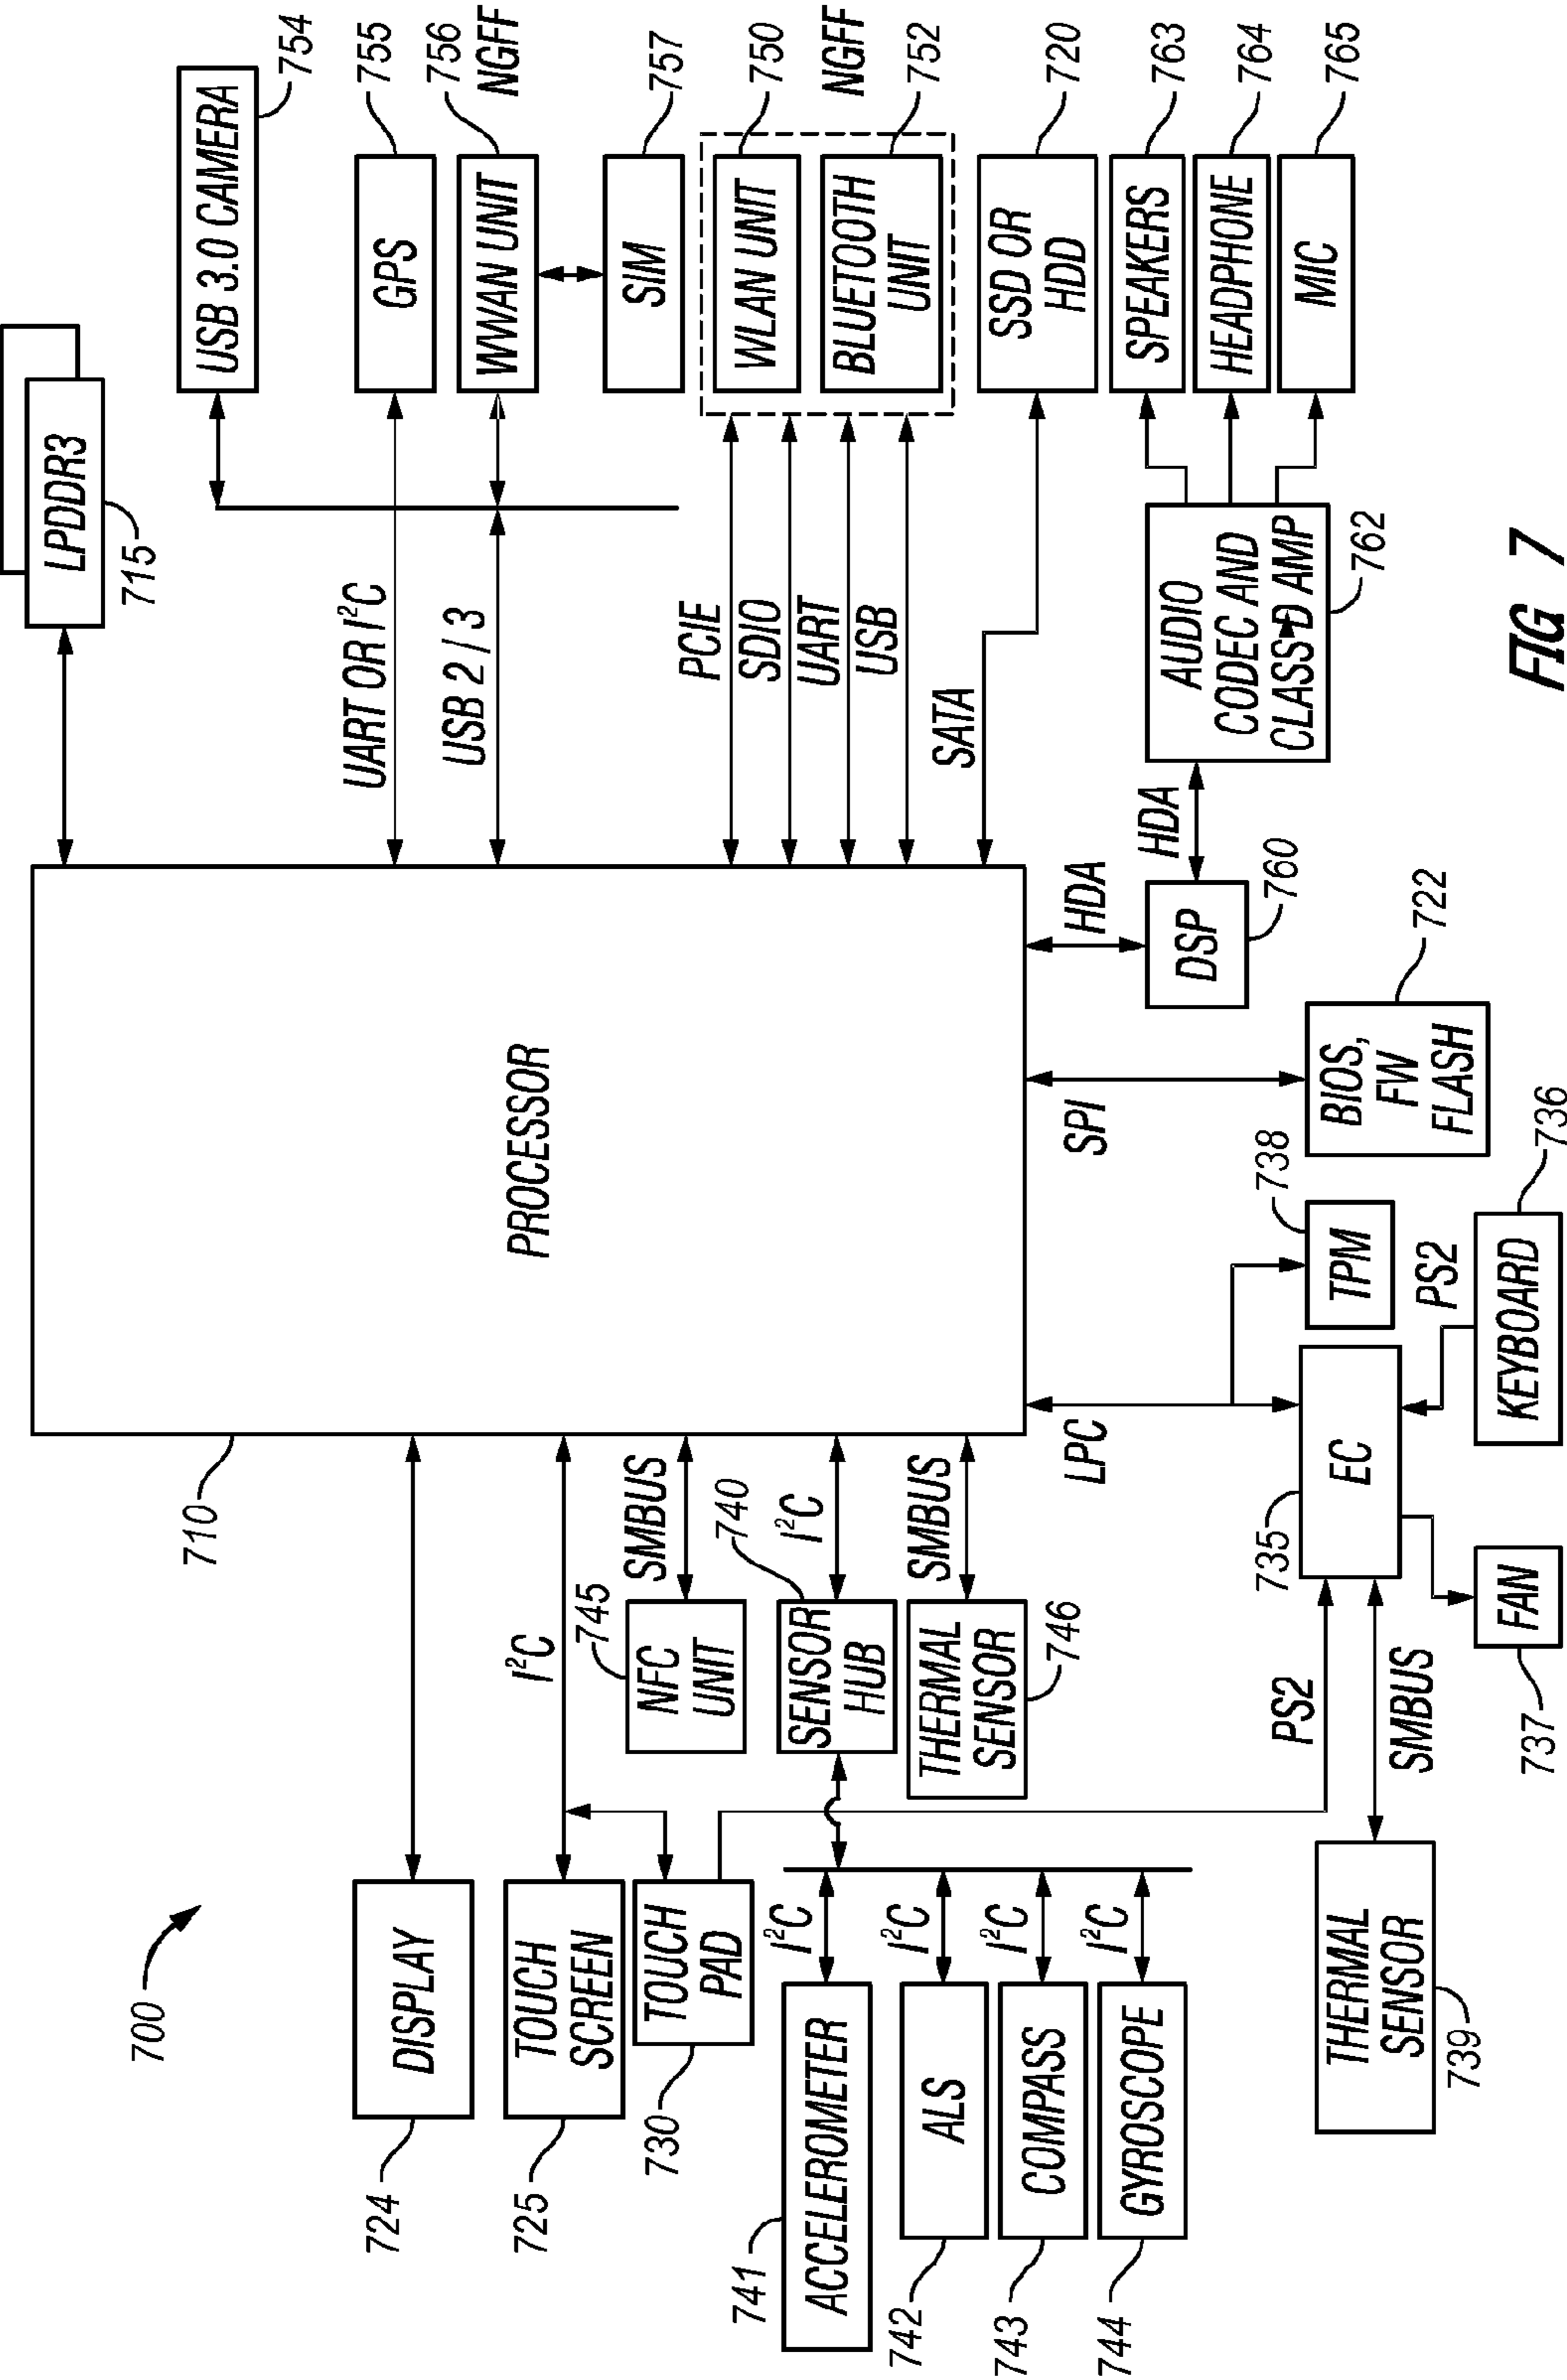 700
LPDDR3
715
710
PROCESSOR
724
DISPLAY
725
TOUCH
SCREEN
I²C
730
TOUCH
PAD
745
NFC
UNIT
SMBUS
740
SENSOR
HUB
I²C
THERMAL
SENSOR
746
SMBUS
741
ACCELEROMETER
I²C
742
ALS
I²C
743
COMPASS
I²C
744
GYROSCOPE
I²C
USB 3.0 CAMERA
754
UART OR I²C
GPS
755
USB 2 / 3
WWAN UNIT
756
NGFF
SIM
757
PCIE
SDIO
UART
USB
WLAN UNIT
750
BLUETOOTH
UNIT
NGFF
752
SATA
SSD OR
HDD
720
HDA
DSP
760
HDA
AUDIO
CODEC AND
CLASS D AMP
762
SPEAKERS
763
HEADPHONE
764
MIC
765
SPI
BIOS,
FW
FLASH
722
LPC
TPM
738
735
EC
PS2
KEYBOARD
736
FAN
737
PS2
SMBUS
THERMAL
SENSOR
739
FIG 7